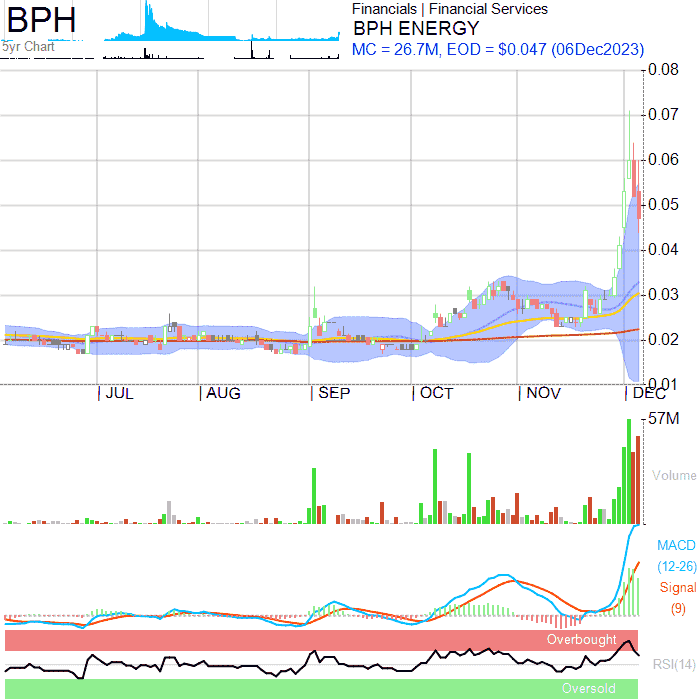 BPH
5yr Chart
Financials | Financial Services
BPH ENERGY
MC = 26.7M, EOD = $0.047 (06Dec2023)
0.08
0.07
0.06
0.05
0.04
0.03
0.02
0.01
JUL AUG SEP OCT NOV DEC
57M
Volume
MACD
(12-26)
Signal
(9)
Overbought
RSI(14)
Oversold